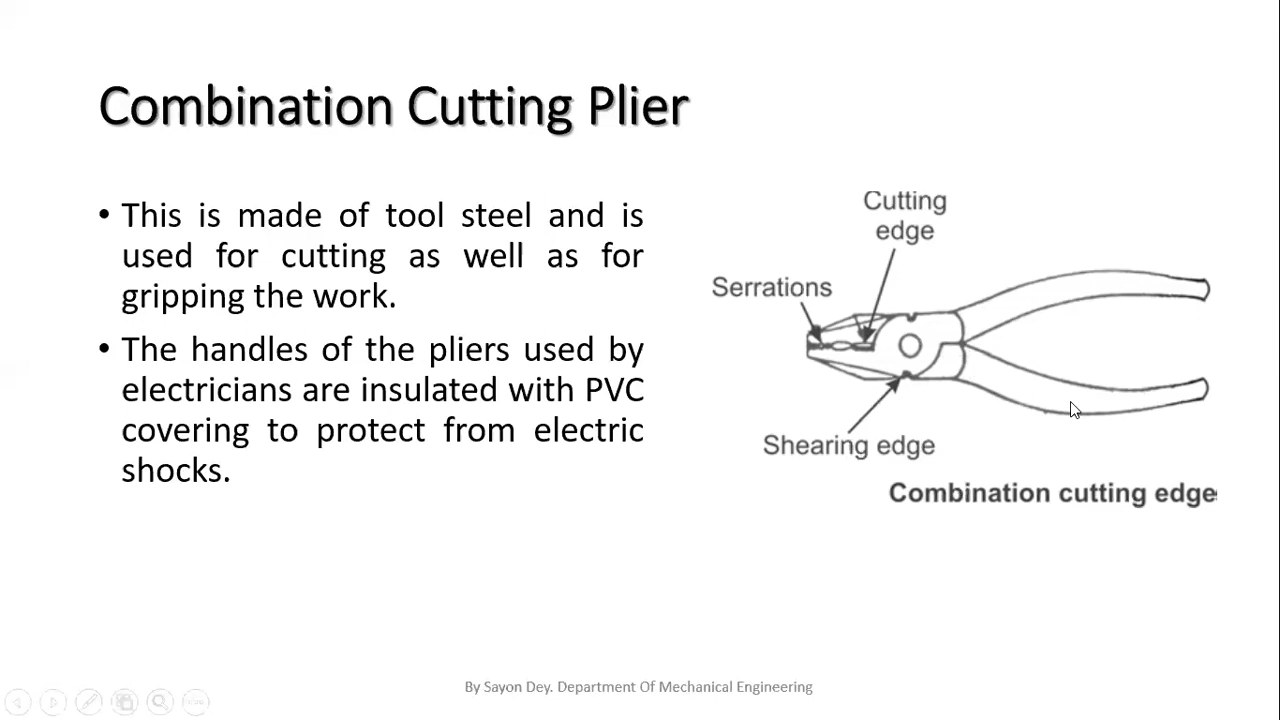 Combination Cutting Plier
• This is made of tool steel and is
used for cutting as well as for
gripping the work.
• The handles of the pliers used by
electricians are insulated with PVC
covering to protect from electric
shocks.
Cutting
edge
Serrations
Shearing edge
Combination cutting edge
By Sayon Dey. Department Of Mechanical Engineering